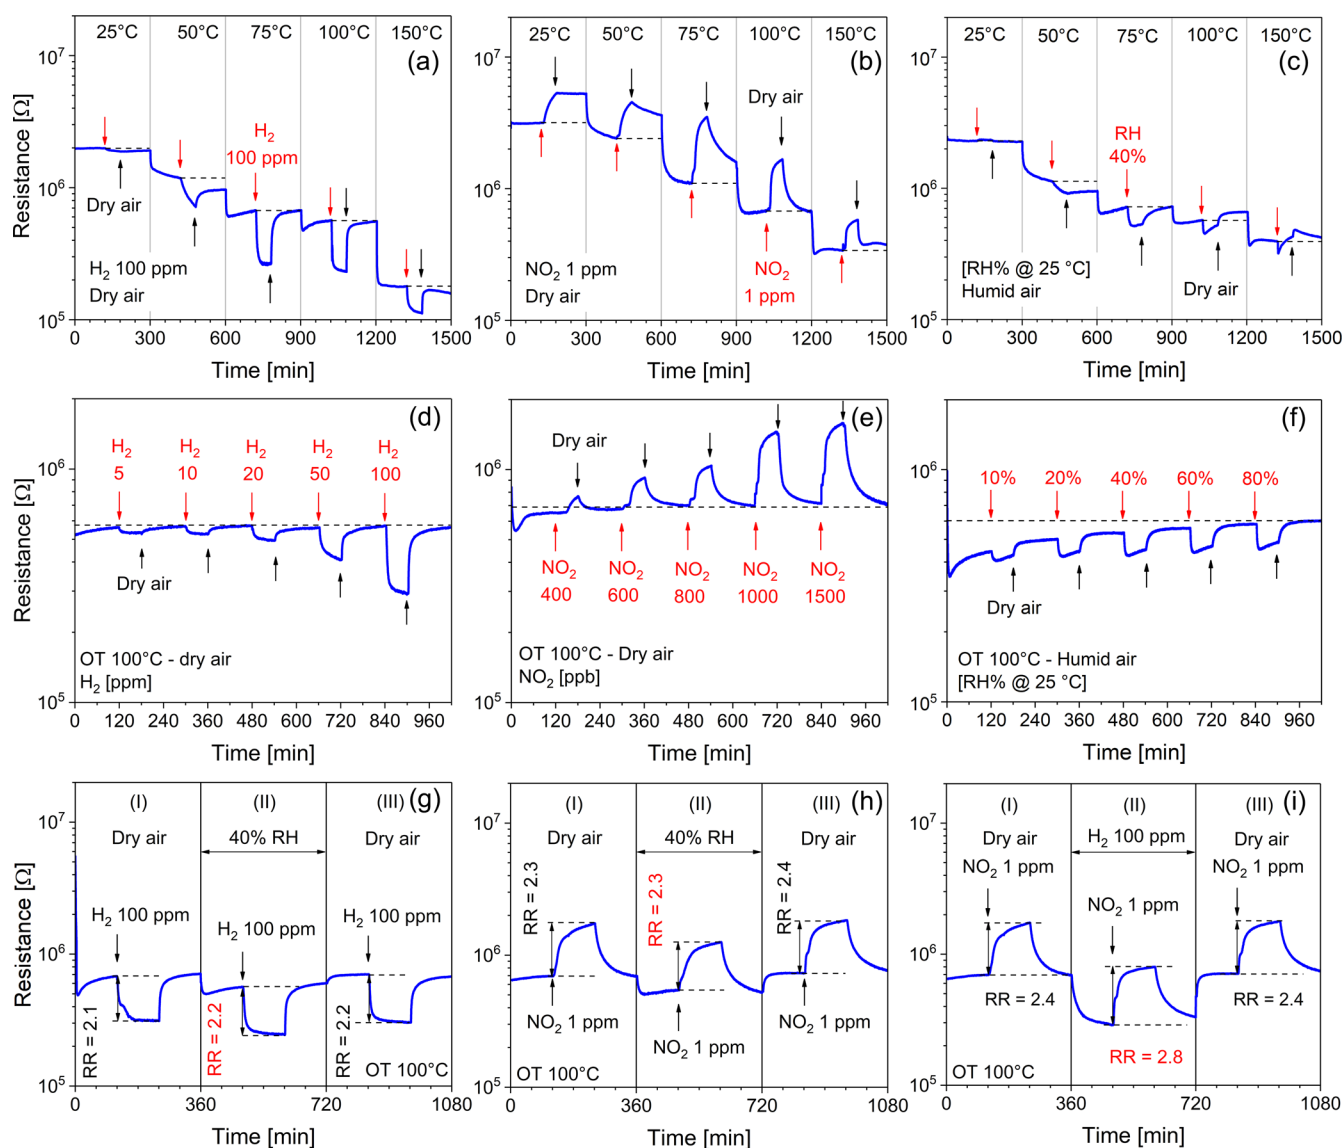 25°C 50°C 75°C 100°C 150°C
(a)
10⁷
10⁶
10⁵
Resistance [Ω]
H₂
100 ppm
Dry air
H₂ 100 ppm
Dry air
0 300 600 900 1200 1500
Time [min]
25°C 50°C 75°C 100°C 150°C
(b)
10⁷
10⁶
10⁵
Dry air
NO₂ 1 ppm
Dry air
NO₂
1 ppm
0 300 600 900 1200 1500
Time [min]
25°C 50°C 75°C 100°C 150°C
(c)
10⁷
10⁶
10⁵
RH
40%
[RH% @ 25 °C]
Humid air
Dry air
0 300 600 900 1200 1500
Time [min]
(d)
10⁶
10⁵
Resistance [Ω]
H₂ H₂ H₂ H₂ H₂
5 10 20 50 100
Dry air
OT 100°C - dry air
H₂ [ppm]
0 120 240 360 480 600 720 840 960
Time [min]
(e)
10⁶
10⁵
Dry air
NO₂ NO₂ NO₂ NO₂ NO₂
400 600 800 1000 1500
OT 100°C - Dry air
NO₂ [ppb]
0 120 240 360 480 600 720 840 960
Time [min]
(f)
10⁶
10⁵
10% 20% 40% 60% 80%
Dry air
OT 100°C - Humid air
[RH% @ 25 °C]
0 120 240 360 480 600 720 840 960
Time [min]
(I) (II) (III) (g)
10⁷
10⁶
10⁵
Resistance [Ω]
Dry air 40% RH Dry air
H₂ 100 ppm H₂ 100 ppm H₂ 100 ppm
RR = 2.1 RR = 2.2 RR = 2.2
OT 100°C
0 360 720 1080
Time [min]
(I) (II) (III) (h)
10⁷
10⁶
10⁵
Dry air 40% RH Dry air
RR = 2.3 RR = 2.3 RR = 2.4
NO₂ 1 ppm NO₂ 1 ppm NO₂ 1 ppm
OT 100°C
0 360 720 1080
Time [min]
(I) (II) (III) (i)
10⁷
10⁶
10⁵
Dry air H₂ 100 ppm Dry air
NO₂ 1 ppm NO₂ 1 ppm NO₂ 1 ppm
RR = 2.4 RR = 2.8 RR = 2.4
OT 100°C
0 360 720 1080
Time [min]